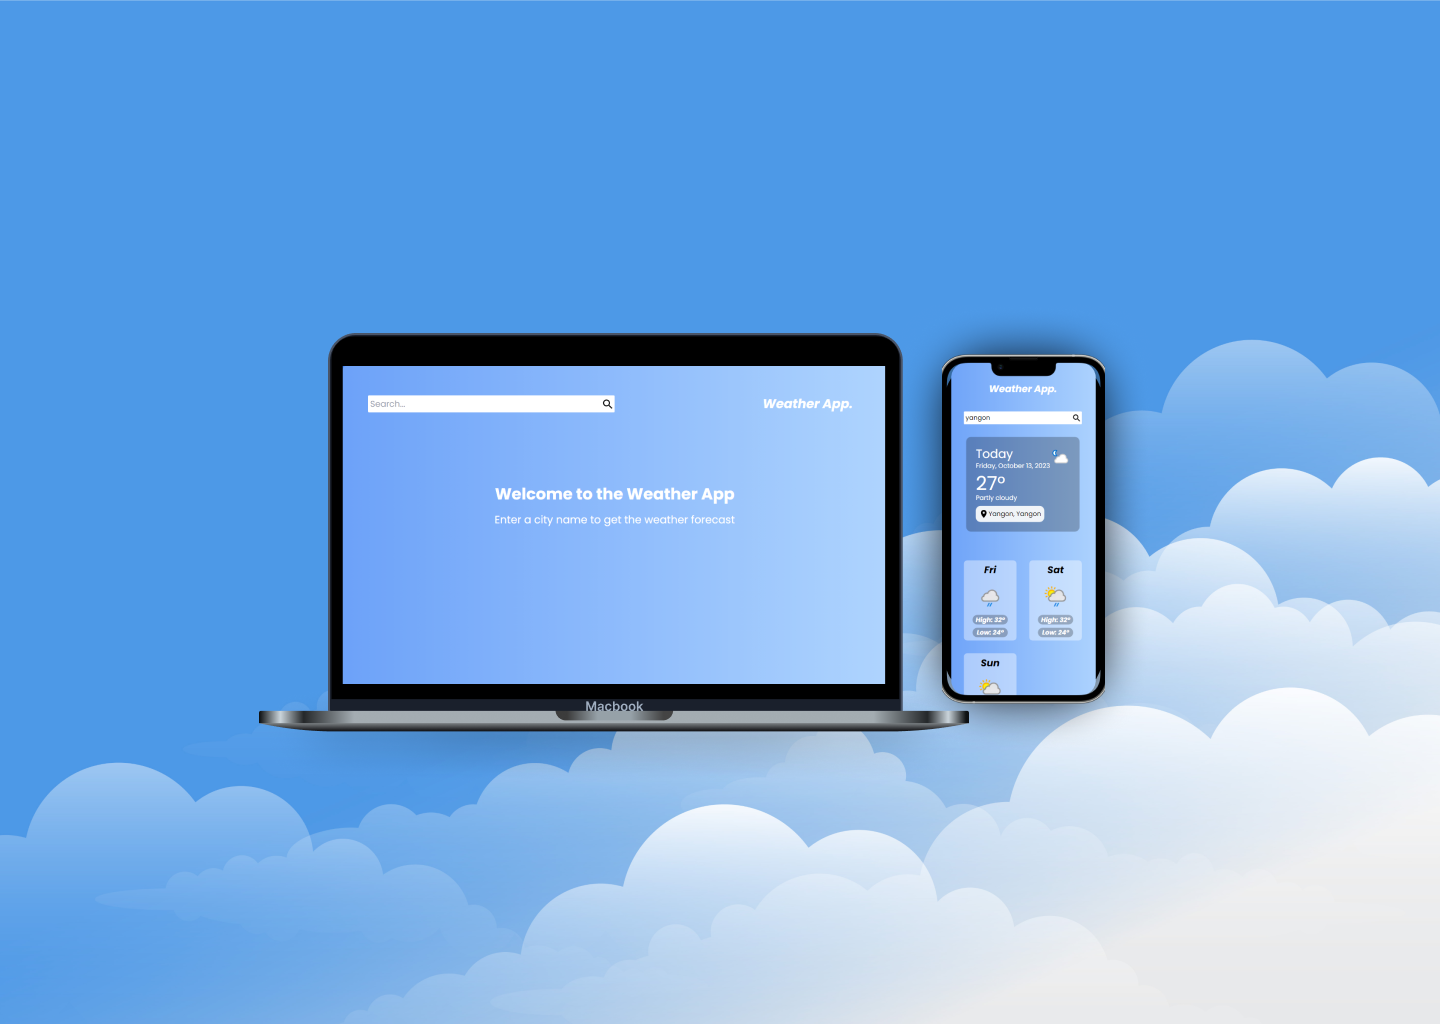 Search...
Weather App.
Welcome to the Weather App
Enter a city name to get the weather forecast
Macbook
Weather App.
yangon
Today
Friday, October 13, 2023
27°
Partly cloudy
Yangon, Yangon
Fri
High: 32°
Low: 24°
Sat
High: 32°
Low: 24°
Sun